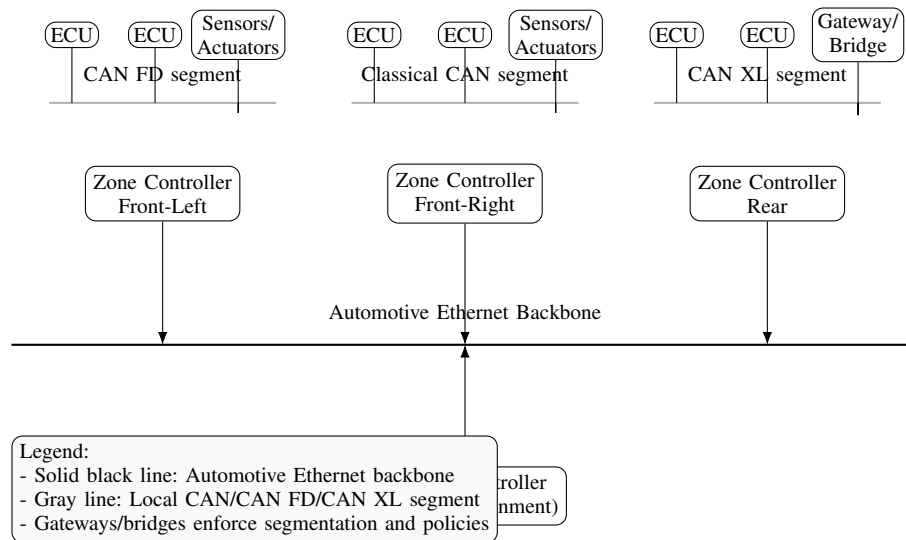 ECU ECU Sensors/
Actuators
ECU ECU Sensors/
Actuators
ECU ECU Gateway/
Bridge
CAN FD segment
Classical CAN segment
CAN XL segment
Zone Controller
Front-Left
Zone Controller
Front-Right
Zone Controller
Rear
Automotive Ethernet Backbone
Legend:
- Solid black line: Automotive Ethernet backbone
- Gray line: Local CAN/CAN FD/CAN XL segment
- Gateways/bridges enforce segmentation and policies